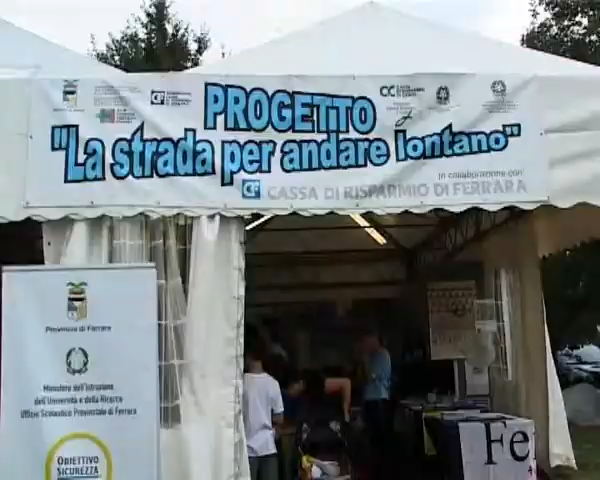 PROGETTO
"La strada per andare lontano"
in collaborazione con
CASSA DI RISPARMIO DI FERRARA
Provincia di Ferrara
Ministero dell'Istruzione
dell'Università e della Ricerca
Ufficio Scolastico Provinciale di Ferrara
OBIETTIVO
SICUREZZA
Fe